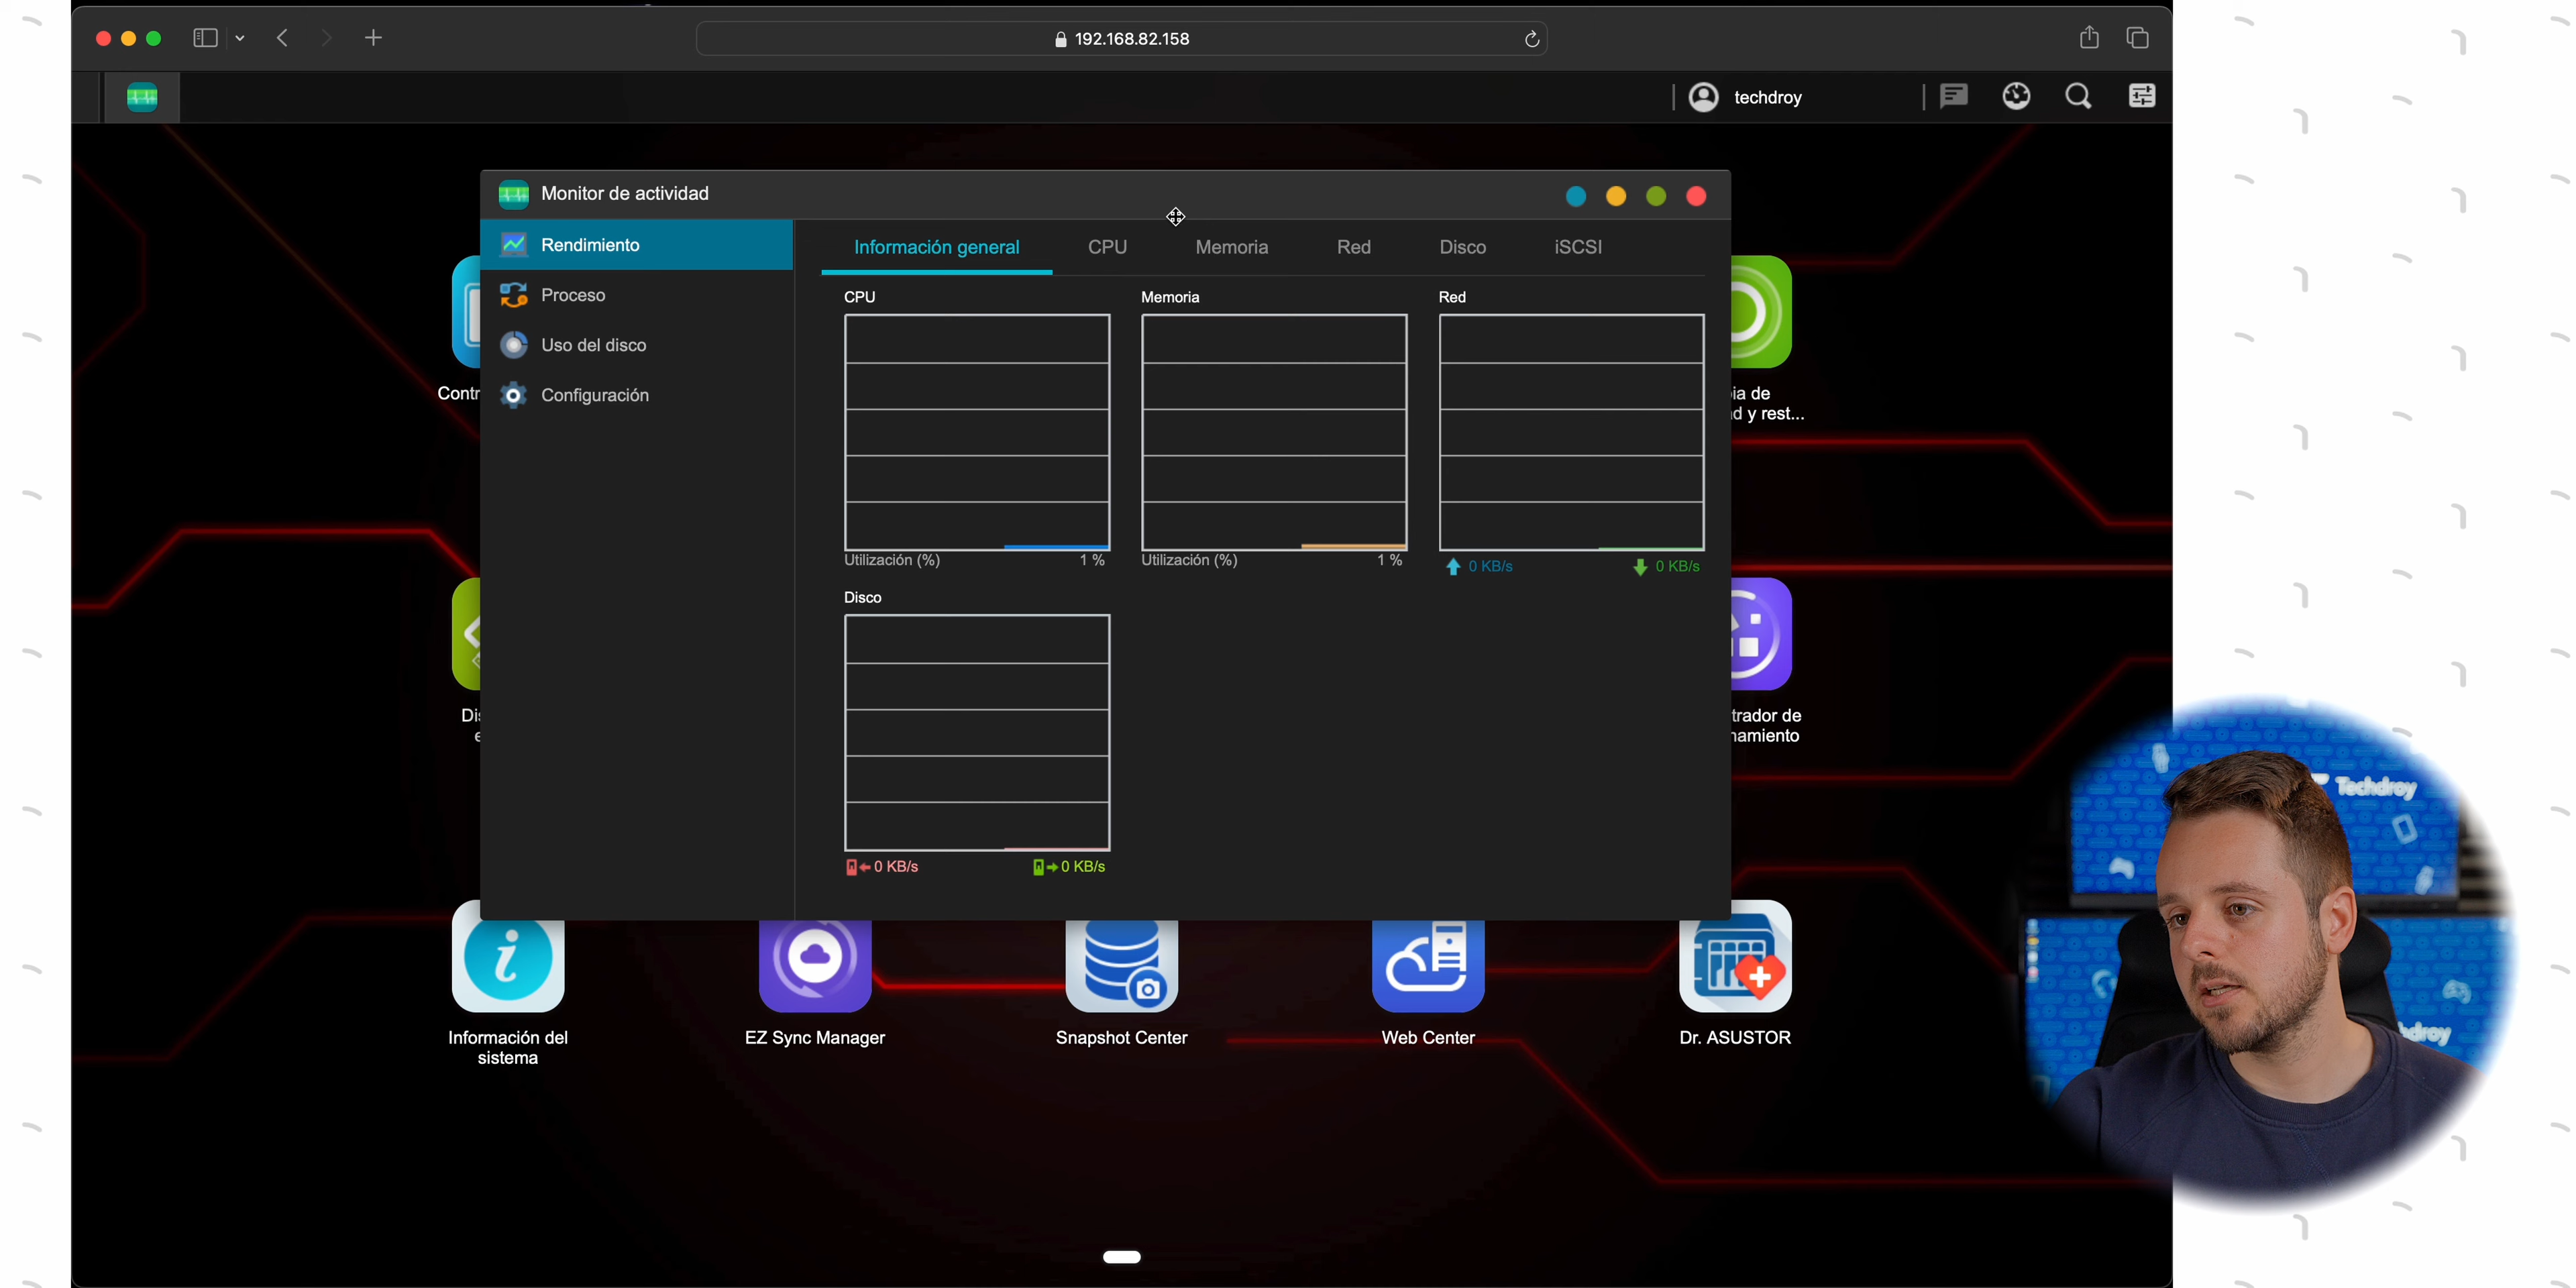 192.168.82.158
techdroy
Monitor de actividad
Rendimiento
Proceso
Uso del disco
Configuración
Información general
CPU
Memoria
Red
Disco
iSCSI
CPU
Memoria
Red
Utilización (%)
1 %
Utilización (%)
1 %
0 KB/s
0 KB/s
Disco
0 KB/s
0 KB/s
Contr
ia de
d y rest...
trador de
namiento
Información del
sistema
EZ Sync Manager
Snapshot Center
Web Center
Dr. ASUSTOR
Techdroy
hdroy